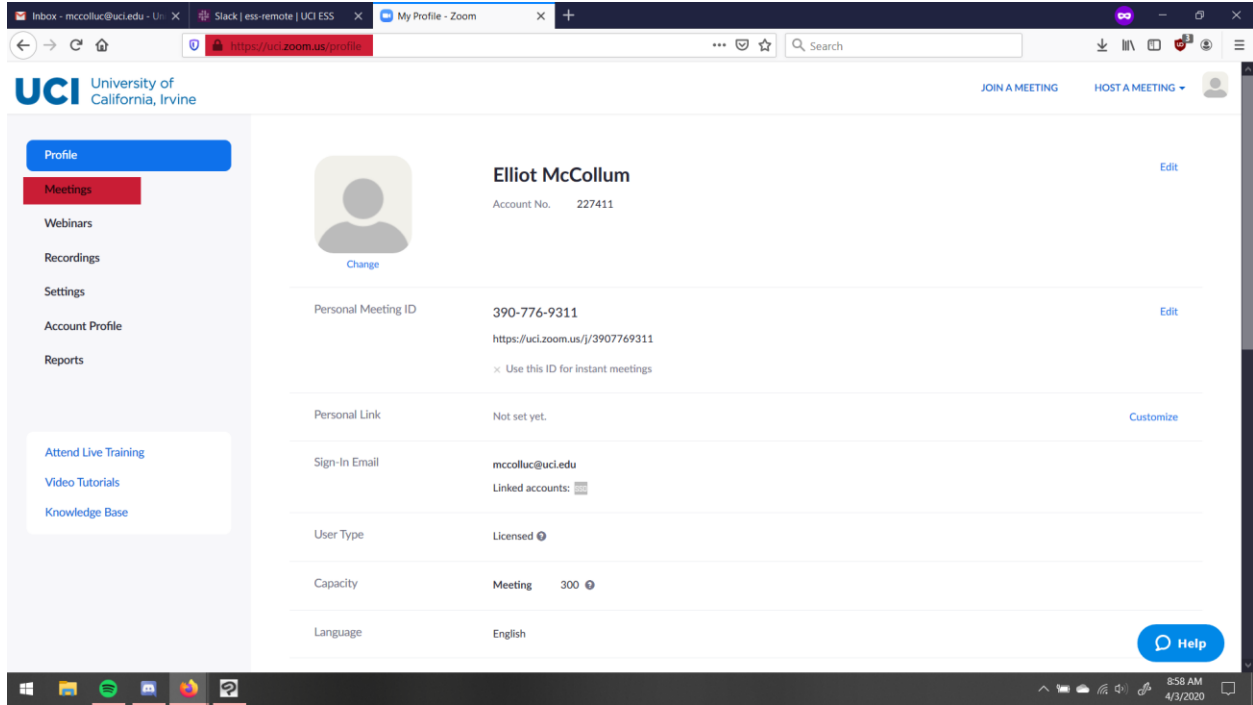 Inbox - mccolluc@uci.edu - Un
Slack | ess-remote | UCI ESS
My Profile - Zoom
https://uci.zoom.us/profile
Search
3
UCI University of
California, Irvine
JOIN A MEETING
HOST A MEETING
Profile
Meetings
Webinars
Recordings
Settings
Account Profile
Reports
Attend Live Training
Video Tutorials
Knowledge Base
Change
Elliot McCollum
Edit
Account No. 227411
Personal Meeting ID
390-776-9311
Edit
https://uci.zoom.us/j/3907769311
× Use this ID for instant meetings
Personal Link
Not set yet.
Customize
Sign-In Email
mccolluc@uci.edu
Linked accounts:
User Type
Licensed
Capacity
Meeting 300
Language
English
Help
8:58 AM
4/3/2020